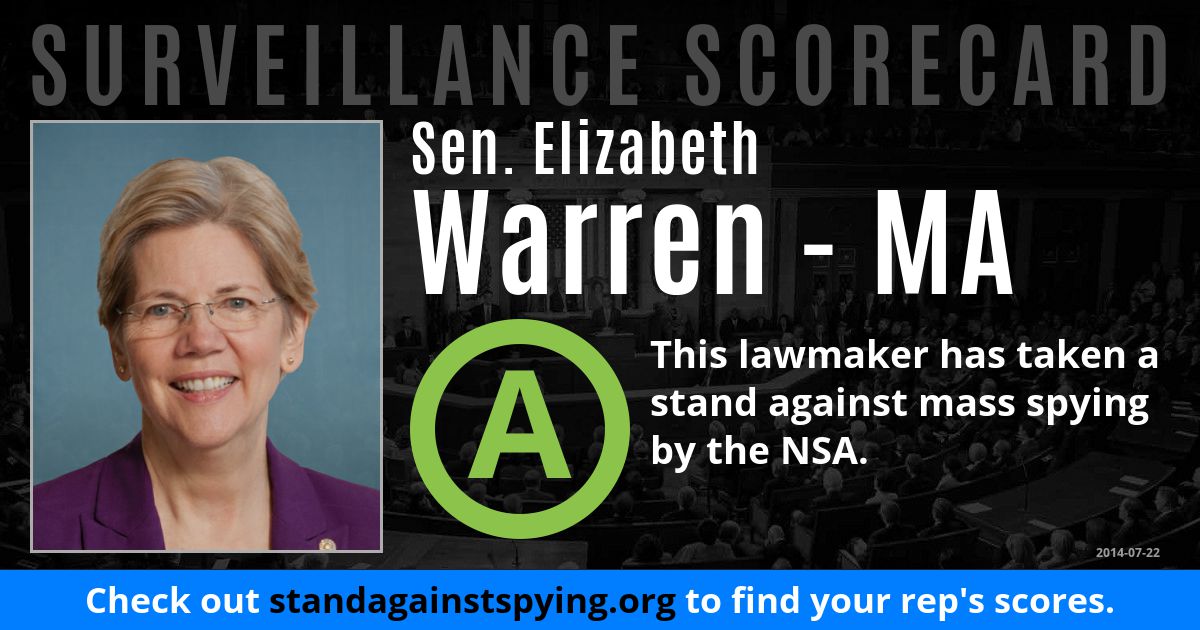 SURVEILLANCE SCORECARD
Sen. Elizabeth
Warren - MA
A
This lawmaker has taken a
stand against mass spying
by the NSA.
2014-07-22
Check out standagainstspying.org to find your rep's scores.